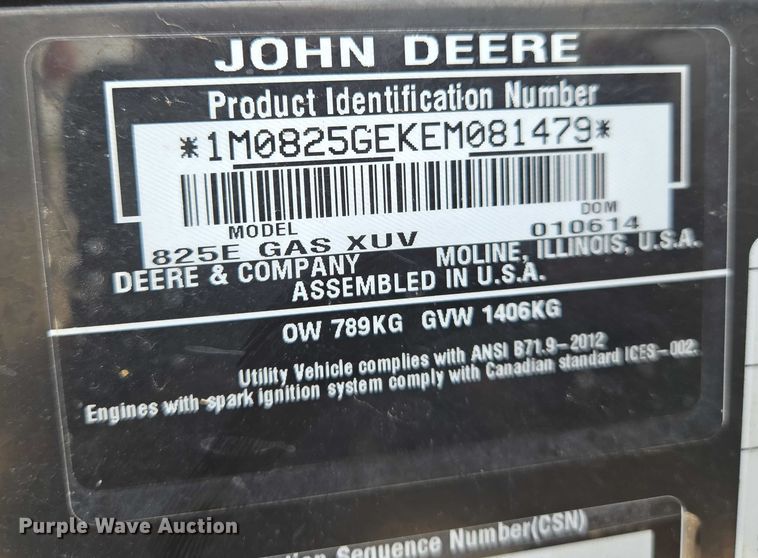 JOHN DEERE
Product Identification Number
*1M0825GEKEM081479*
MODEL DOM
825E GAS XUV 010614
DEERE & COMPANY MOLINE, ILLINOIS, U.S.A.
ASSEMBLED IN U.S.A.
OW 789KG GVW 1406KG
Utility Vehicle complies with ANSI B71.9-2012
Engines with spark ignition system comply with Canadian standard ICES-002.
Purple Wave Auction
Sequence Number(CSN)